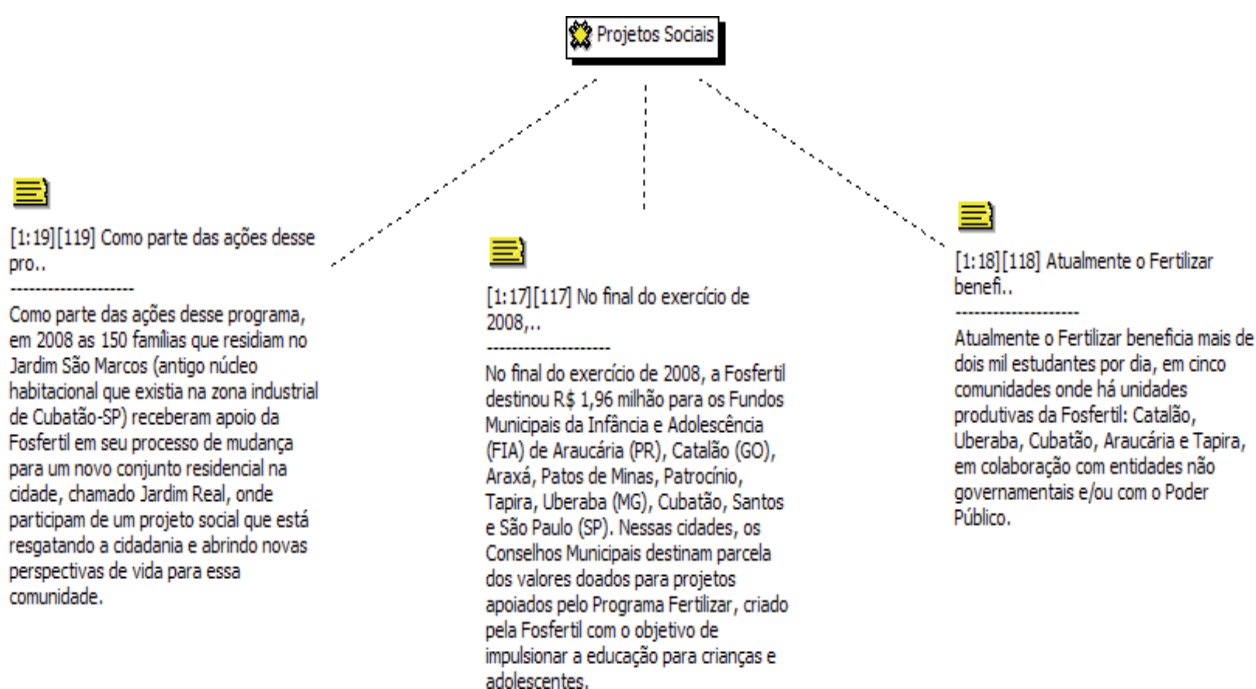 Projetos Sociais
[1:19][119] Como parte das ações desse
pro..
--------------------
Como parte das ações desse programa,
em 2008 as 150 famílias que residiam no
Jardim São Marcos (antigo núcleo
habitacional que existia na zona industrial
de Cubatão-SP) receberam apoio da
Fosfertil em seu processo de mudança
para um novo conjunto residencial na
cidade, chamado Jardim Real, onde
participam de um projeto social que está
resgatando a cidadania e abrindo novas
perspectivas de vida para essa
comunidade.
[1:17][117] No final do exercício de
2008,..
--------------------
No final do exercício de 2008, a Fosfertil
destinou R$ 1,96 milhão para os Fundos
Municipais da Infância e Adolescência
(FIA) de Araucária (PR), Catalão (GO),
Araxá, Patos de Minas, Patrocínio,
Tapira, Uberaba (MG), Cubatão, Santos
e São Paulo (SP). Nessas cidades, os
Conselhos Municipais destinam parcela
dos valores doados para projetos
apoiados pelo Programa Fertilizar, criado
pela Fosfertil com o objetivo de
impulsionar a educação para crianças e
adolescentes.
[1:18][118] Atualmente o Fertilizar
benefi..
--------------------
Atualmente o Fertilizar beneficia mais de
dois mil estudantes por dia, em cinco
comunidades onde há unidades
produtivas da Fosfertil: Catalão,
Uberaba, Cubatão, Araucária e Tapira,
em colaboração com entidades não
governamentais e/ou com o Poder
Público.